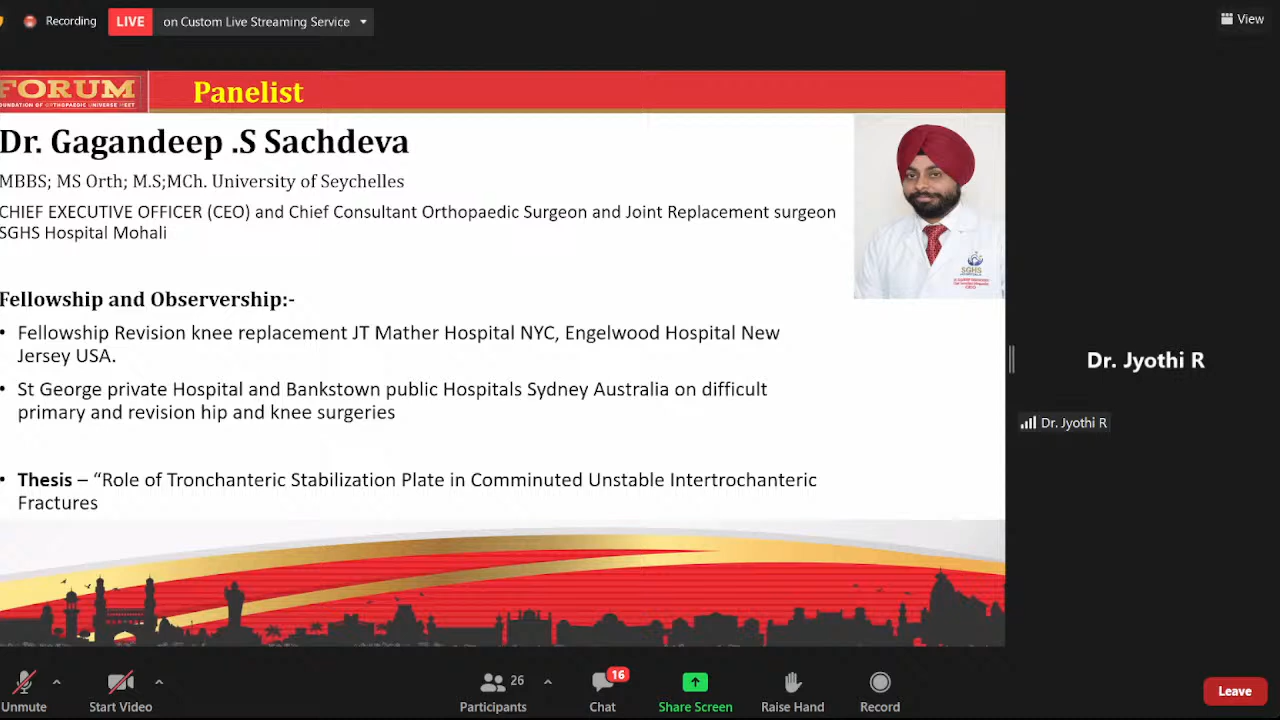 Recording
LIVE
on Custom Live Streaming Service
View
FORUM
Panelist
Dr. Gagandeep .S Sachdeva
MBBS; MS Orth; M.S;MCh. University of Seychelles
CHIEF EXECUTIVE OFFICER (CEO) and Chief Consultant Orthopaedic Surgeon and Joint Replacement surgeon
SGHS Hospital Mohali
SGHS
Fellowship and Observership:-
• Fellowship Revision knee replacement JT Mather Hospital NYC, Engelwood Hospital New
Jersey USA.
• St George private Hospital and Bankstown public Hospitals Sydney Australia on difficult
primary and revision hip and knee surgeries
• Thesis – “Role of Tronchanteric Stabilization Plate in Comminuted Unstable Intertrochanteric
Fractures
Dr. Jyothi R
Dr. Jyothi R
Unmute
Start Video
26
Participants
16
Chat
Share Screen
Raise Hand
Record
Leave